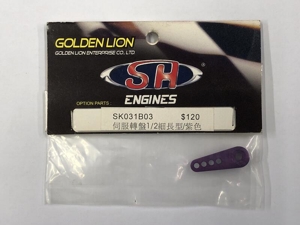 GOLDEN LION
GOLDEN LION ENTERPRISE CO., LTD
SH
ENGINES
OPTION PARTS
SK031B03 $120
伺服轉盤1/2細長型/紫色